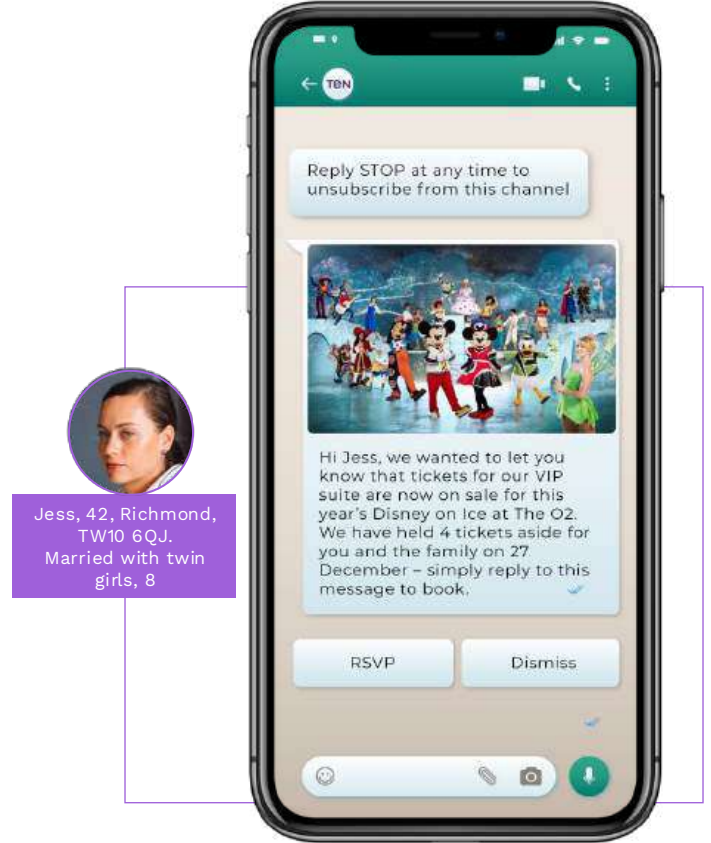 TEN
Reply STOP at any time to
unsubscribe from this channel
Hi Jess, we wanted to let you
know that tickets for our VIP
suite are now on sale for this
year's Disney on Ice at The O2.
We have held 4 tickets aside for
you and the family on 27
December – simply reply to this
message to book.
RSVP
Dismiss
Jess, 42, Richmond,
TW10 6QJ.
Married with twin
girls, 8